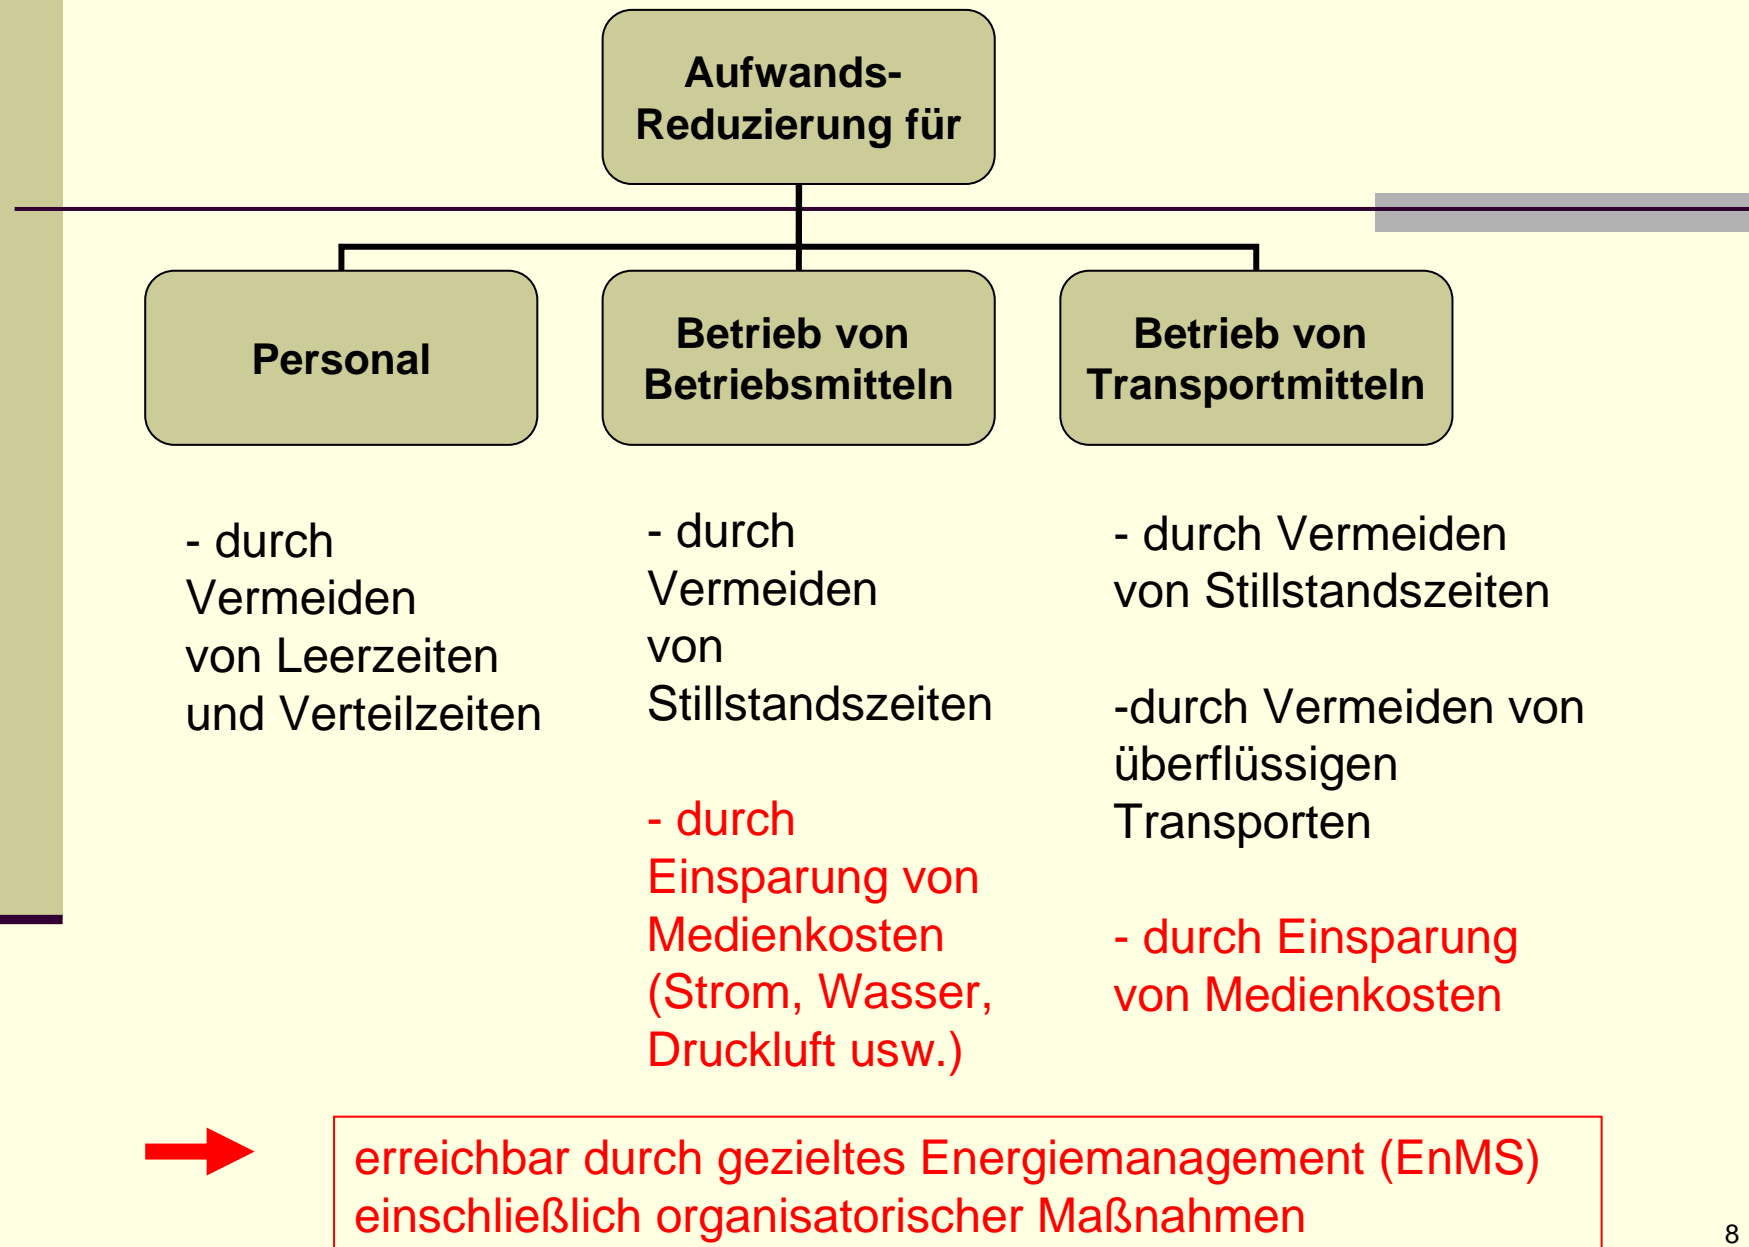 Aufwands-
Reduzierung für
Personal
Betrieb von
Betriebsmitteln
Betrieb von
Transportmitteln
- durch
Vermeiden
von Leerzeiten
und Verteilzeiten
- durch
Vermeiden
von
Stillstandszeiten
- durch
Einsparung von
Medienkosten
(Strom, Wasser,
Druckluft usw.)
- durch Vermeiden
von Stillstandszeiten
-durch Vermeiden von
überflüssigen
Transporten
- durch Einsparung
von Medienkosten
erreichbar durch gezieltes Energiemanagement (EnMS)
einschließlich organisatorischer Maßnahmen
8